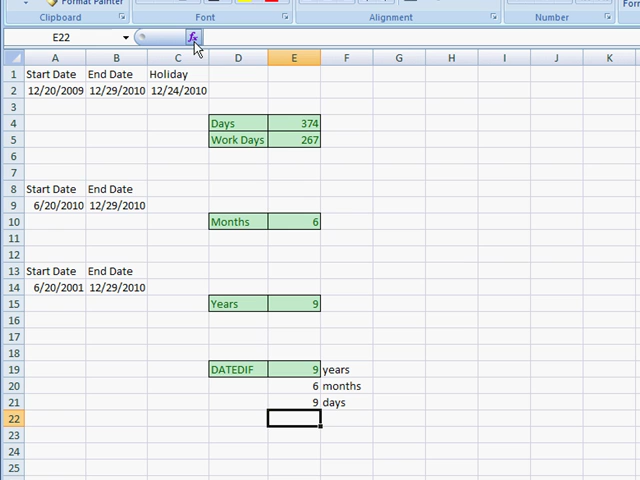 Format Painter
Clipboard Font Alignment Number
E22 fx
A B C D E F G H I J K
1 Start Date End Date Holiday
2 12/20/2009 12/29/2010 12/24/2010
3
4 Days 374
5 Work Days 267
6
7
8 Start Date End Date
9 6/20/2010 12/29/2010
10 Months 6
11
12
13 Start Date End Date
14 6/20/2001 12/29/2010
15 Years 9
16
17
18
19 DATEDIF 9 years
20 6 months
21 9 days
22
23
24
25